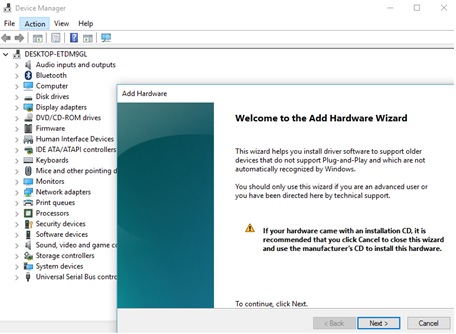 Device Manager
File Action View Help
DESKTOP-ETDM9GL
Audio inputs and outputs
Bluetooth
Computer
Disk drives
Display adapters
DVD/CD-ROM drives
Firmware
Human Interface Devices
IDE ATA/ATAPI controllers
Keyboards
Mice and other pointing d
Monitors
Network adapters
Print queues
Processors
Security devices
Software devices
Sound, video and game co
Storage controllers
System devices
Universal Serial Bus contro
Add Hardware
Welcome to the Add Hardware Wizard
This wizard helps you install driver software to support older
devices that do not support Plug-and-Play and which are not
automatically recognized by Windows.
You should only use this wizard if you are an advanced user or
you have been directed here by technical support.
If your hardware came with an installation CD, it is
recommended that you click Cancel to close this wizard
and use the manufacturer's CD to install this hardware.
To continue, click Next.
< Back Next > Cancel